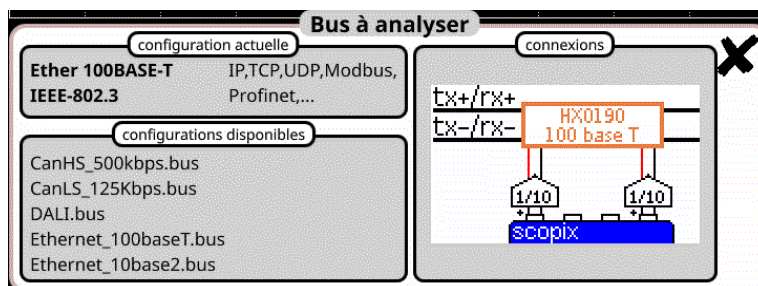 Bus à analyser
configuration actuelle
Ether 100BASE-T IP,TCP,UDP,Modbus,
IEEE-802.3 Profinet,...
configurations disponibles
CanHS_500kbps.bus
CanLS_125Kbps.bus
DALI.bus
Ethernet_100baseT.bus
Ethernet_10base2.bus
connexions
tx+/rx+
tx-/rx-
HX0190
100 base T
1/10 1/10
+ +
scopix